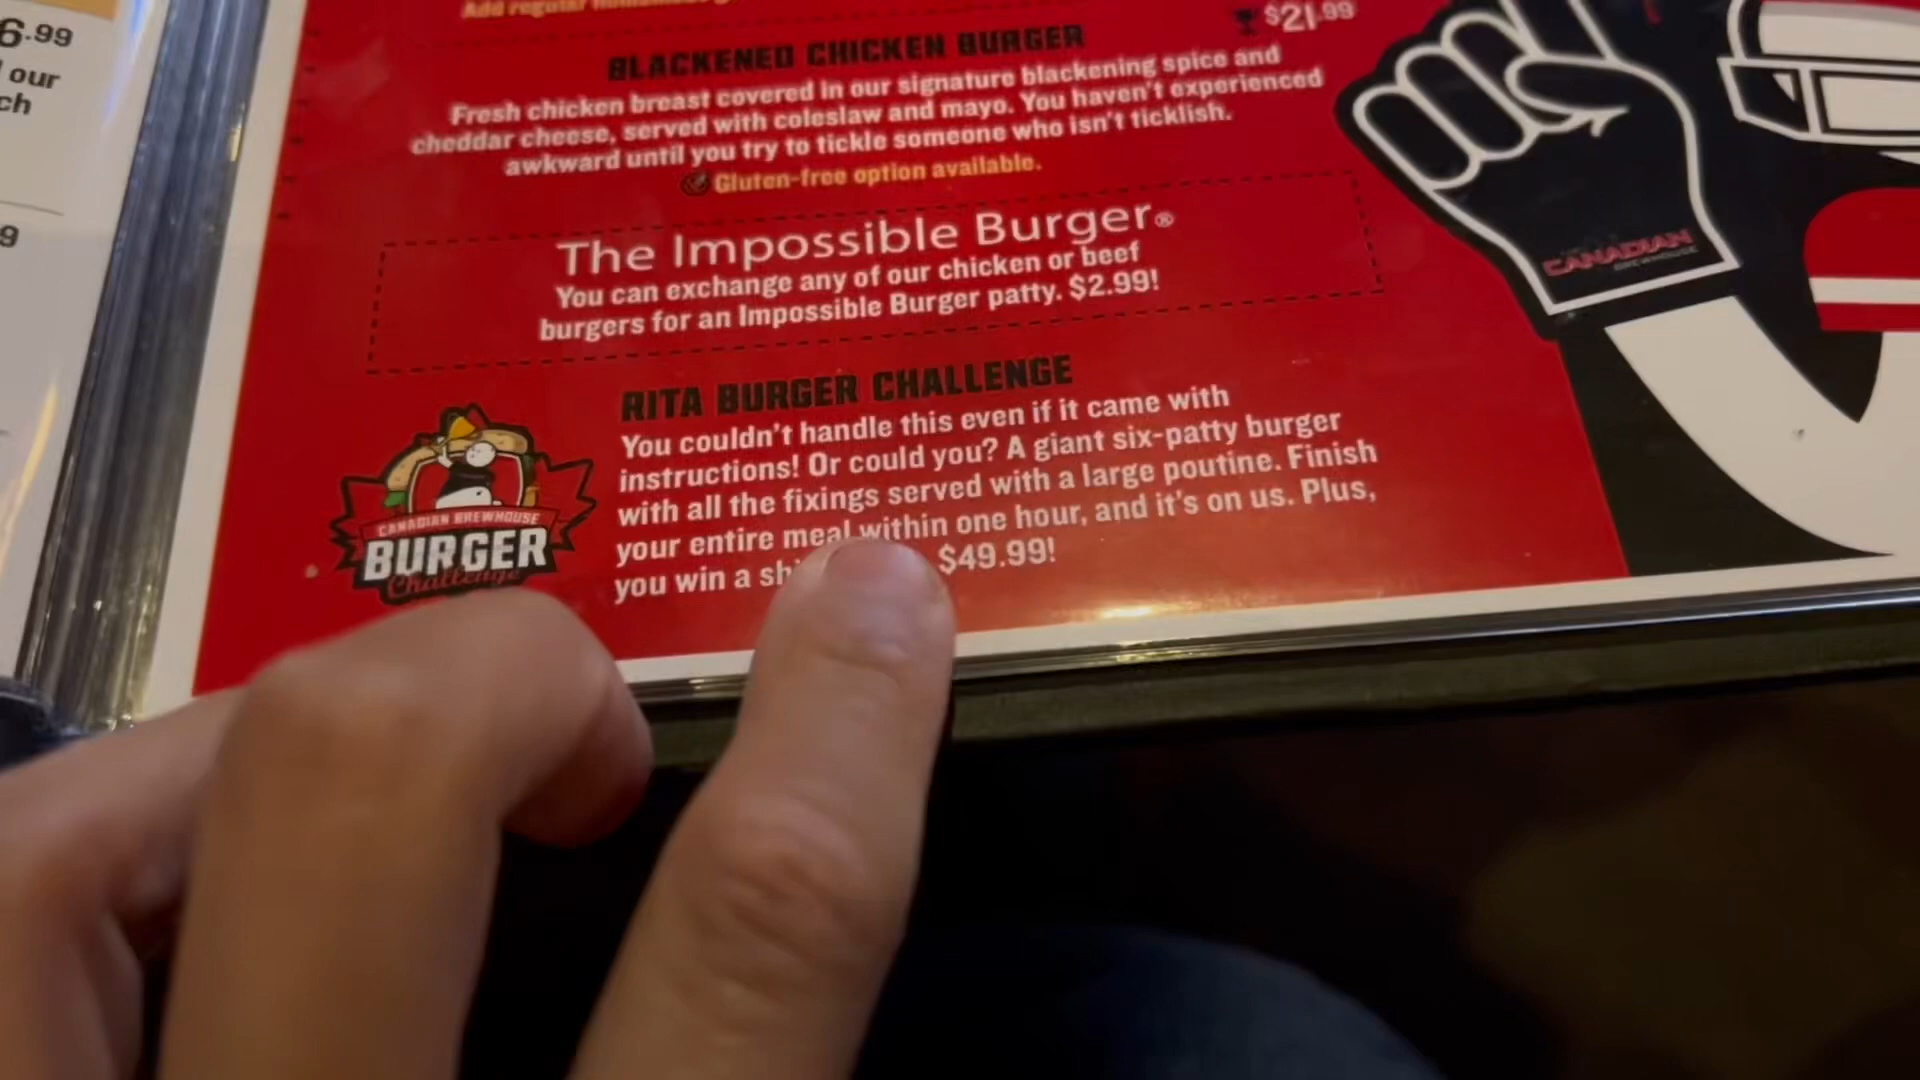 6.99
our
ch
9
Add regular
$21.99
BLACKENED CHICKEN BURGER
Fresh chicken breast covered in our signature blackening spice and
cheddar cheese, served with coleslaw and mayo. You haven't experienced
awkward until you try to tickle someone who isn't ticklish.
Gluten-free option available.
The Impossible Burger®
You can exchange any of our chicken or beef
burgers for an Impossible Burger patty. $2.99!
RITA BURGER CHALLENGE
You couldn't handle this even if it came with
instructions! Or could you? A giant six-patty burger
with all the fixings served with a large poutine. Finish
your entire meal within one hour, and it's on us. Plus,
you win a sh $49.99!
CANADIAN BREWHOUSE
BURGER
Challenge
CANADIAN
BREWHOUSE